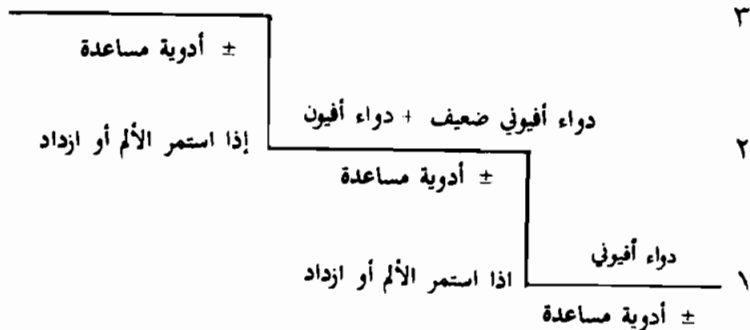 ٣
± أدوية مساعدة
دواء أفيوني ضعيف + دواء أفيون
إذا استمر الألم أو ازداد
٢
± أدوية مساعدة
دواء أفيوني
اذا استمر الألم أو ازداد
١
± أدوية مساعدة